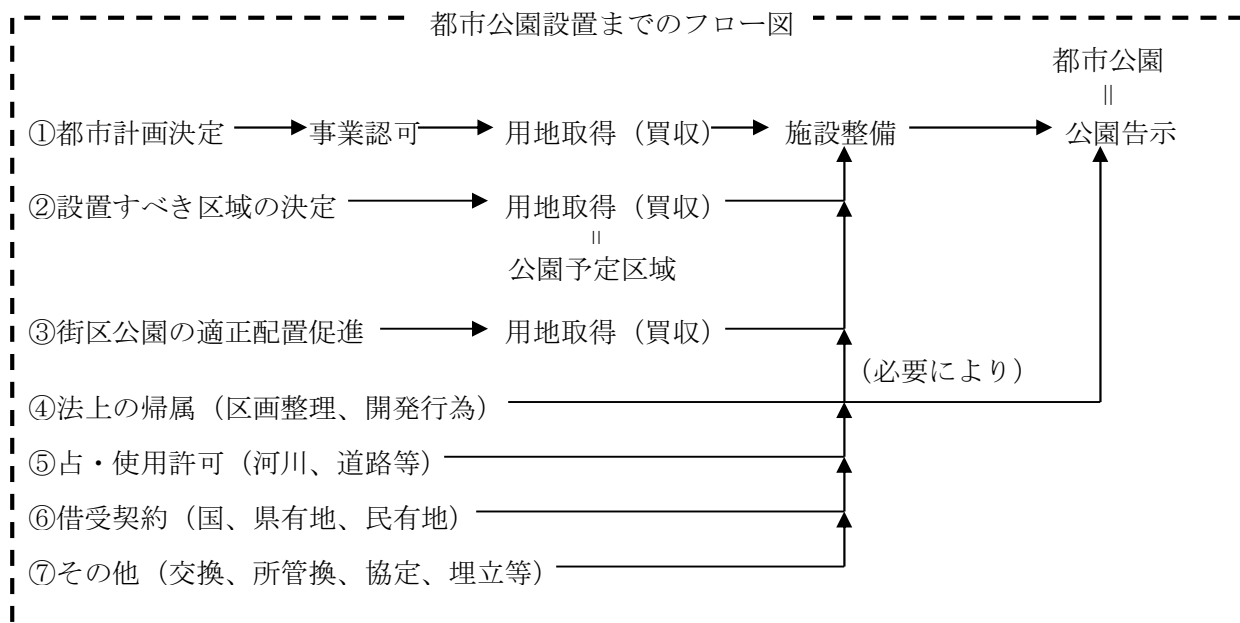 都市公園設置までのフロー図
都市公園
||
①都市計画決定 事業認可 用地取得（買収） 施設整備 公園告示
②設置すべき区域の決定 用地取得（買収）
||
公園予定区域
③街区公園の適正配置促進 用地取得（買収）
（必要により）
④法上の帰属（区画整理、開発行為）
⑤占・使用許可（河川、道路等）
⑥借受契約（国、県有地、民有地）
⑦その他（交換、所管換、協定、埋立等）